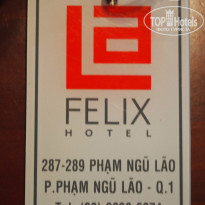 TOP Hotels
FELIX
HOTEL
287-289 PHẠM NGŨ LÃO
P.PHẠM NGŨ LÃO - Q.1